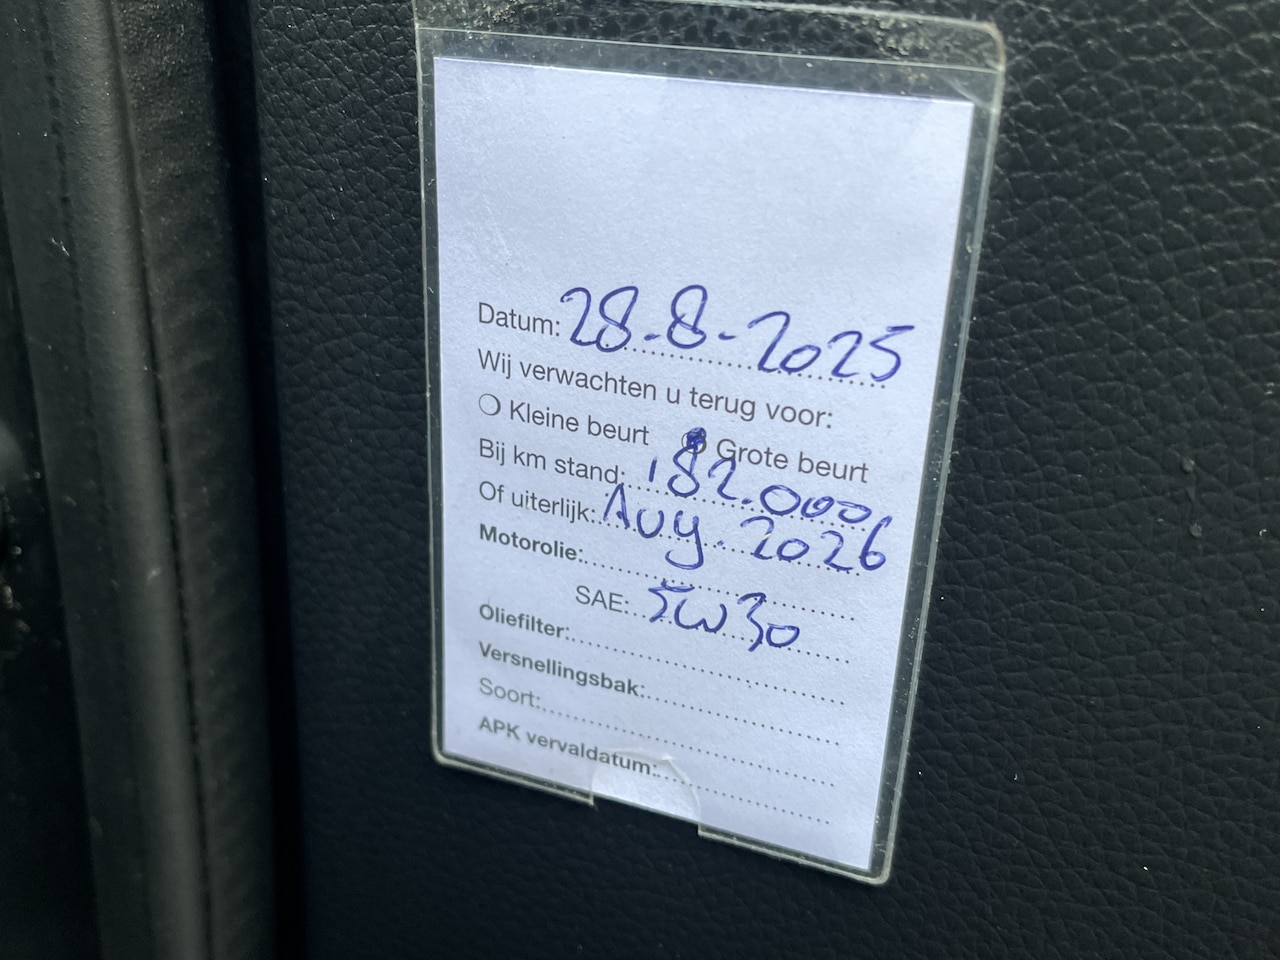 Datum: 28-8-2025
Wij verwachten u terug voor:
Kleine beurt Grote beurt
Bij km stand: 182.000
Of uiterlijk: Aug. 2026
Motorolie:
SAE: 5W30
Oliefilter:
Versnellingsbak:
Soort:
APK vervaldatum: